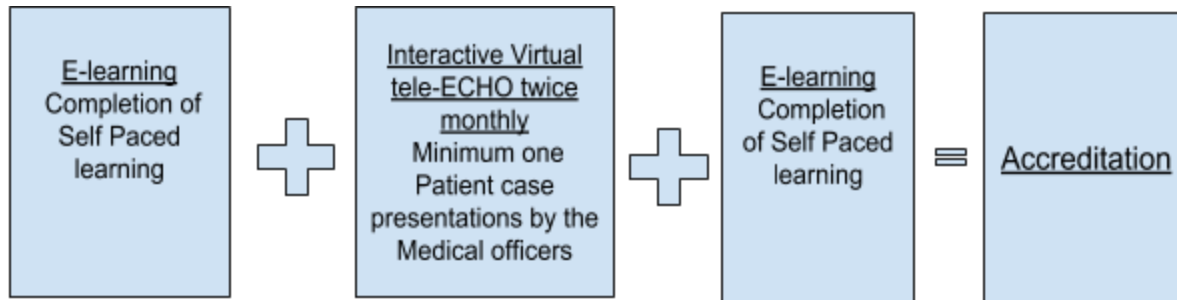 E-learning
Completion of
Self Paced
learning
Interactive Virtual
tele-ECHO twice
monthly
Minimum one
Patient case
presentations by the
Medical officers
E-learning
Completion
of Self Paced
learning
Accreditation